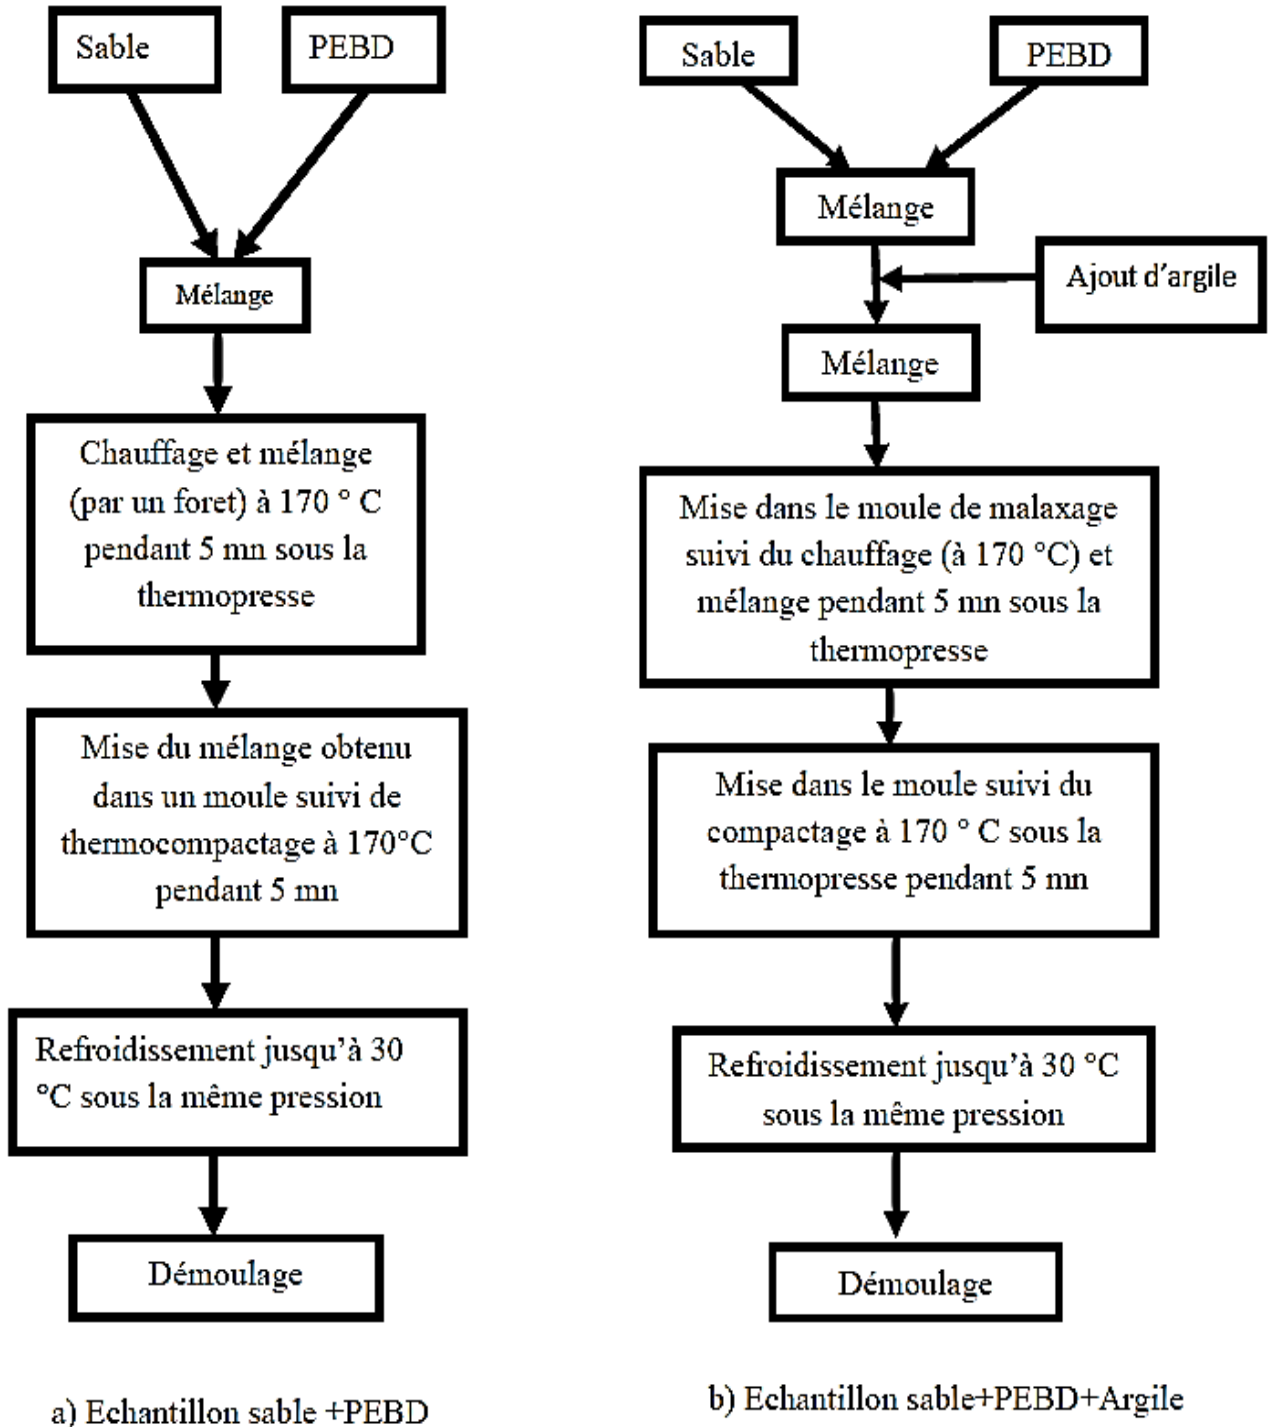 Sable
PEBD
Mélange
Chauffage et mélange
(par un foret) à 170 ° C
pendant 5 mn sous la
thermopresse
Mise du mélange obtenu
dans un moule suivi de
thermocompactage à 170°C
pendant 5 mn
Refroidissement jusqu’à 30
°C sous la même pression
Démoulage
a) Echantillon sable +PEBD
Sable
PEBD
Mélange
Ajout d’argile
Mélange
Mise dans le moule de malaxage
suivi du chauffage (à 170 °C) et
mélange pendant 5 mn sous la
thermopresse
Mise dans le moule suivi du
compactage à 170 ° C sous la
thermopresse pendant 5 mn
Refroidissement jusqu’à 30 °C
sous la même pression
Démoulage
b) Echantillon sable+PEBD+Argile